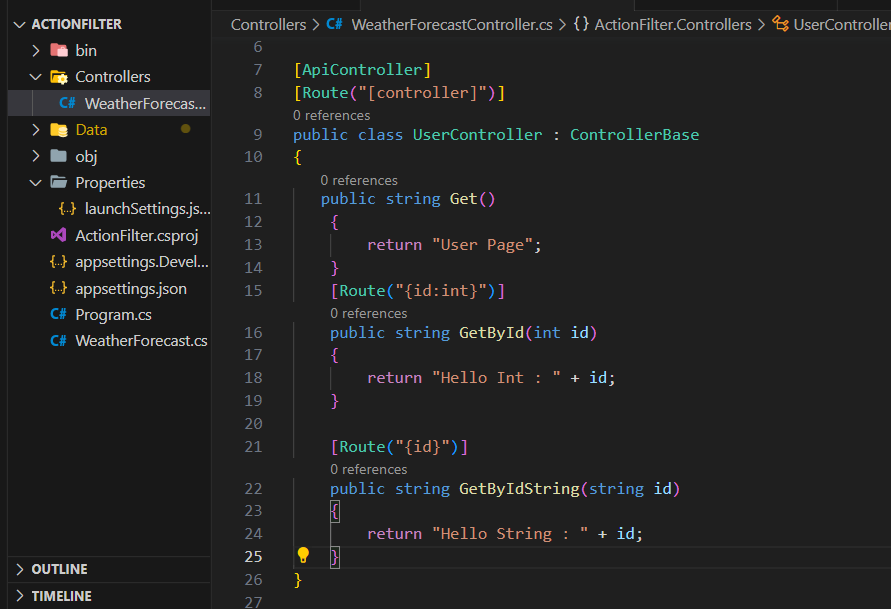 ACTIONFILTER
bin
Controllers
C# WeatherForecas...
Data
obj
Properties
{..} launchSettings.js...
ActionFilter.csproj
{..} appsettings.Devel...
{..} appsettings.json
C# Program.cs
C# WeatherForecast.cs
OUTLINE
TIMELINE
Controllers > C# WeatherForecastController.cs > {} ActionFilter.Controllers > UserController
6
7 [ApiController]
8 [Route("[controller]")]
0 references
9 public class UserController : ControllerBase
10 {
0 references
11 public string Get()
12 {
13 return "User Page";
14 }
15 [Route("{id:int}")]
0 references
16 public string GetById(int id)
17 {
18 return "Hello Int : " + id;
19 }
20
21 [Route("{id}")]
0 references
22 public string GetByIdString(string id)
23 {
24 return "Hello String : " + id;
25 }
26 }
27